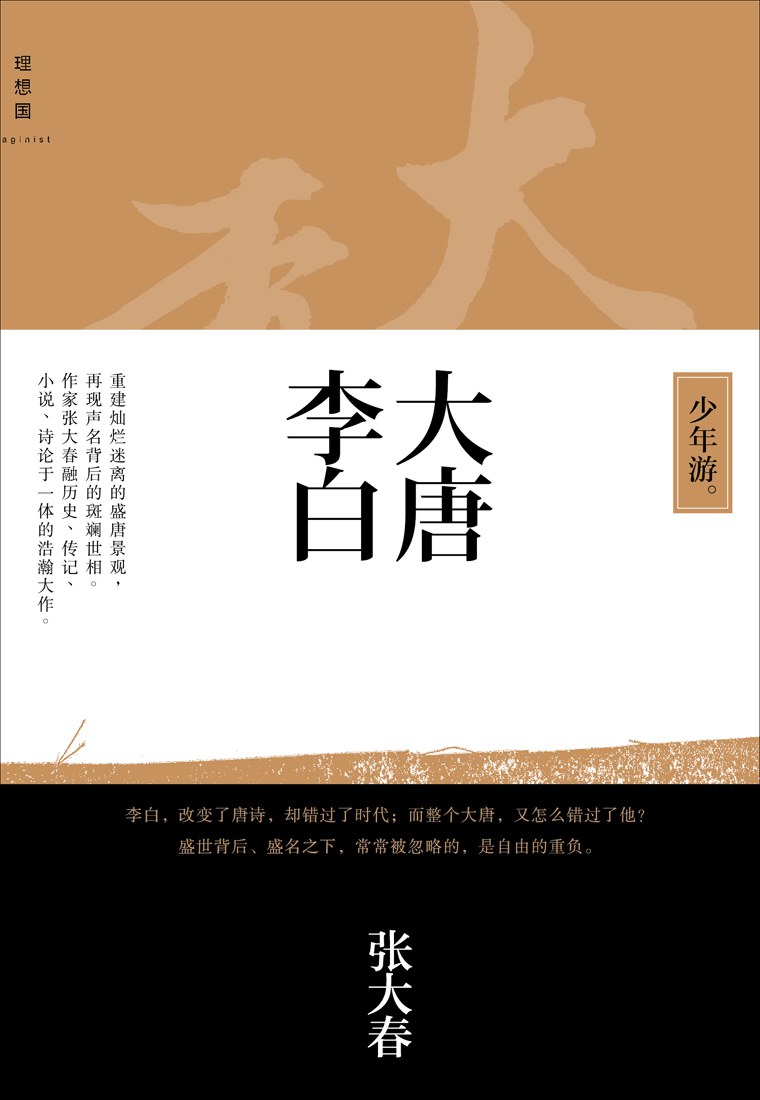 理想国
aginist
大唐
李白
少年游。
重建灿烂迷离的盛唐景观，
再现声名背后的斑斓世相。
作家张大春融历史、传记、
小说、诗论于一体的浩瀚大作。
李白，改变了唐诗，却错过了时代；而整个大唐，又怎么错过了他？
盛世背后、盛名之下，常常被忽略的，是自由的重负。
张大春